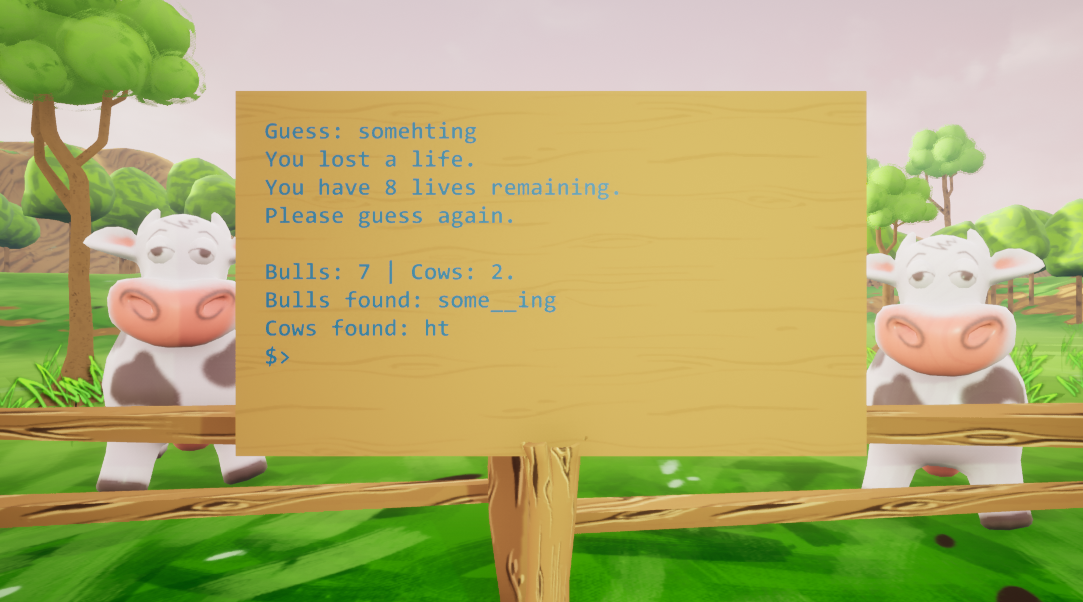 Guess: somehting
You lost a life.
You have 8 lives remaining.
Please guess again.

Bulls: 7 | Cows: 2.
Bulls found: some__ing
Cows found: ht
$>